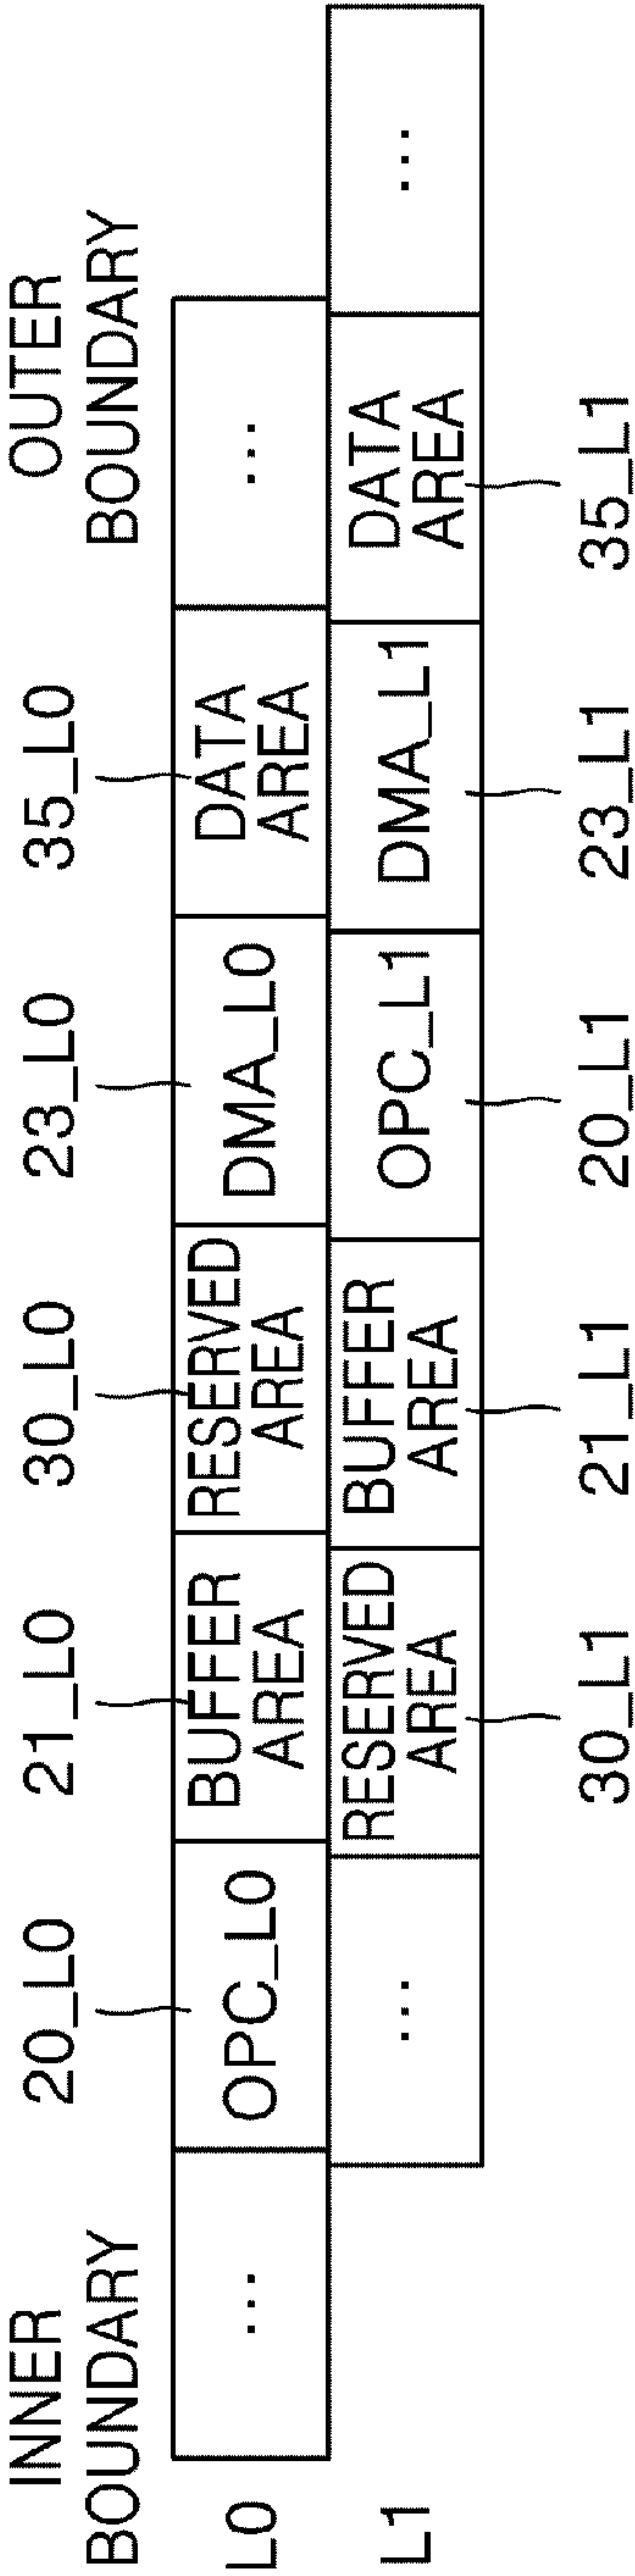 INNER
BOUNDARY
OUTER
BOUNDARY
20_L0
21_L0
30_L0
23_L0
35_L0
L0
...
OPC_L0
BUFFER
AREA
RESERVED
AREA
DMA_L0
DATA
AREA
...
L1
...
RESERVED
AREA
BUFFER
AREA
OPC_L1
DMA_L1
DATA
AREA
...
30_L1
21_L1
20_L1
23_L1
35_L1